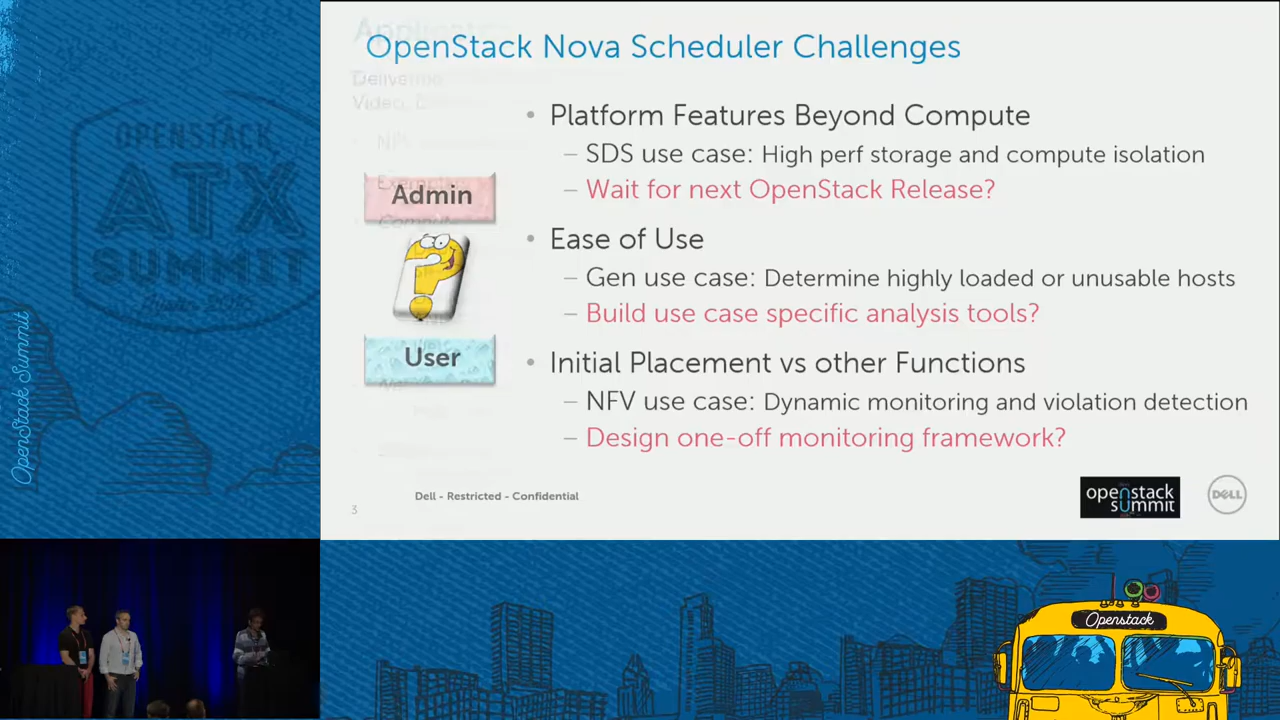 OpenStack Nova Scheduler Challenges
• Platform Features Beyond Compute
– SDS use case: High perf storage and compute isolation
– Wait for next OpenStack Release?
Admin
• Ease of Use
– Gen use case: Determine highly loaded or unusable hosts
– Build use case specific analysis tools?
User
• Initial Placement vs other Functions
– NFV use case: Dynamic monitoring and violation detection
– Design one-off monitoring framework?
Dell - Restricted - Confidential
3
openstack
summit
DELL
OPENSTACK
ATX
SUMMIT
OpenStack Summit
Openstack